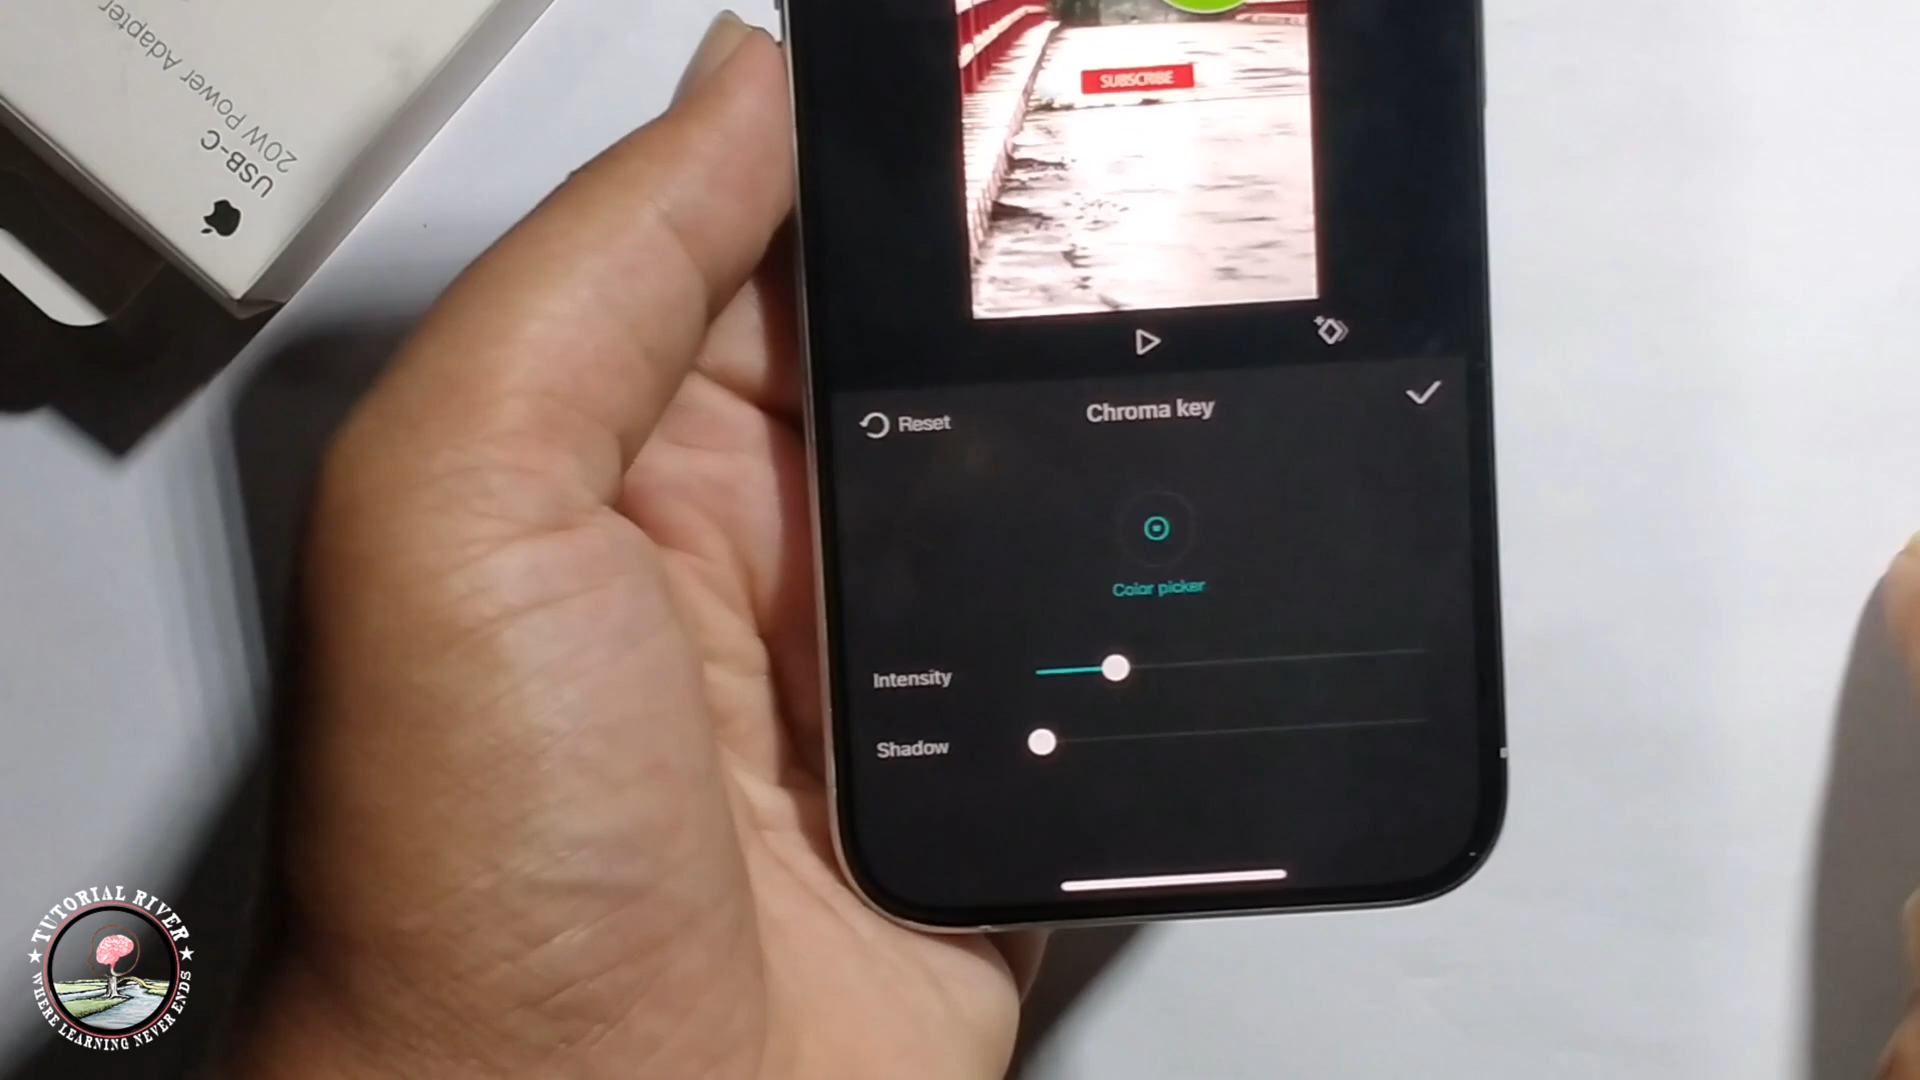 20W Power Adapter
USB-C
SUBSCRIBE
Reset
Chroma key
Color picker
Intensity
Shadow
TUTORIAL RIVER
WHERE LEARNING NEVER ENDS